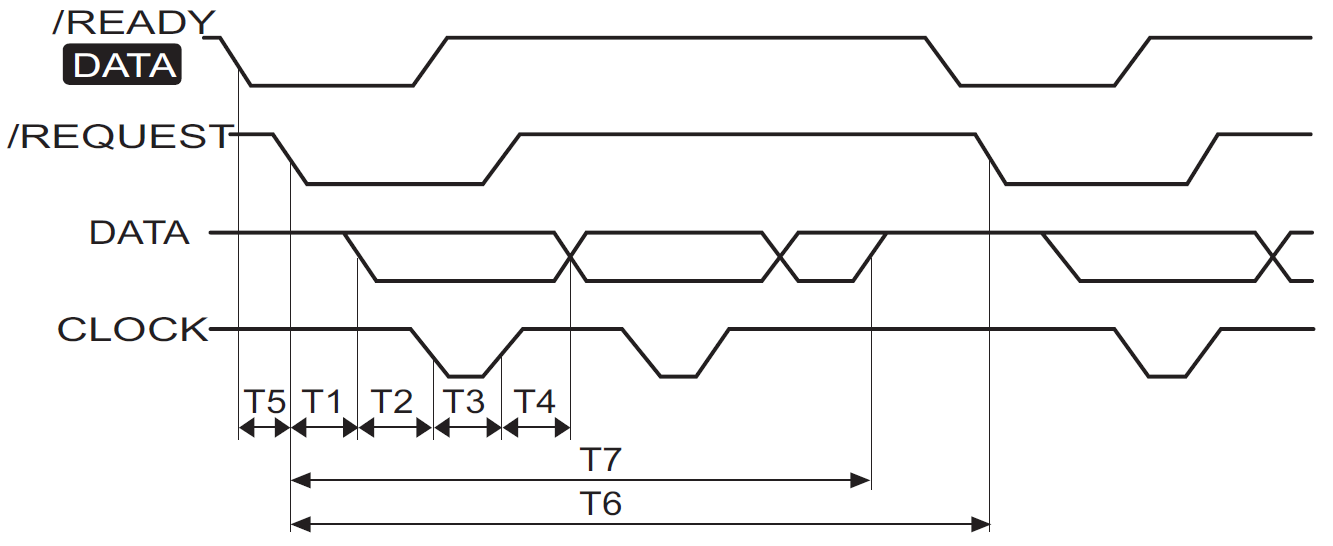 /READY
DATA
/REQUEST
DATA
CLOCK
T5 T1 T2 T3 T4
T7
T6